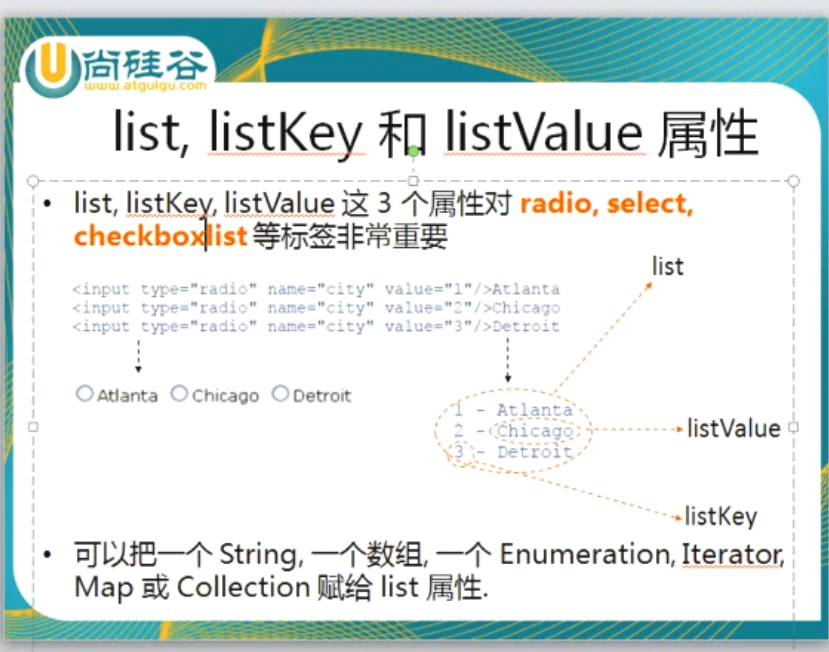 尚硅谷
www.atguigu.com
list, listKey 和 listValue 属性
• list, listKey, listValue 这 3 个属性对 radio, select,
checkboxlist 等标签非常重要
list
<input type="radio" name="city" value="1"/>Atlanta
<input type="radio" name="city" value="2"/>Chicago
<input type="radio" name="city" value="3"/>Detroit
Atlanta Chicago Detroit
1 - Atlanta
2 - Chicago
listValue
3 - Detroit
listKey
• 可以把一个 String, 一个数组, 一个 Enumeration, Iterator,
Map 或 Collection 赋给 list 属性.